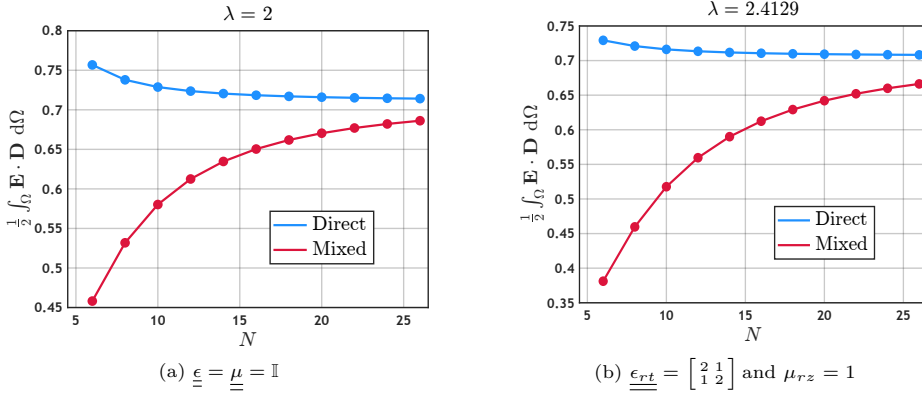 λ = 2
0.8
0.75
0.7
0.65
0.6
0.55
0.5
0.45
½ ∫_Ω E · D dΩ
Direct
Mixed
5 10 15 20 25
N
(a) ϵ = μ = 𝕀
λ = 2.4129
0.75
0.7
0.65
0.6
0.55
0.5
0.45
0.4
0.35
½ ∫_Ω E · D dΩ
Direct
Mixed
5 10 15 20 25
N
(b) ϵ_rt = [2 1; 1 2] and μ_rz = 1